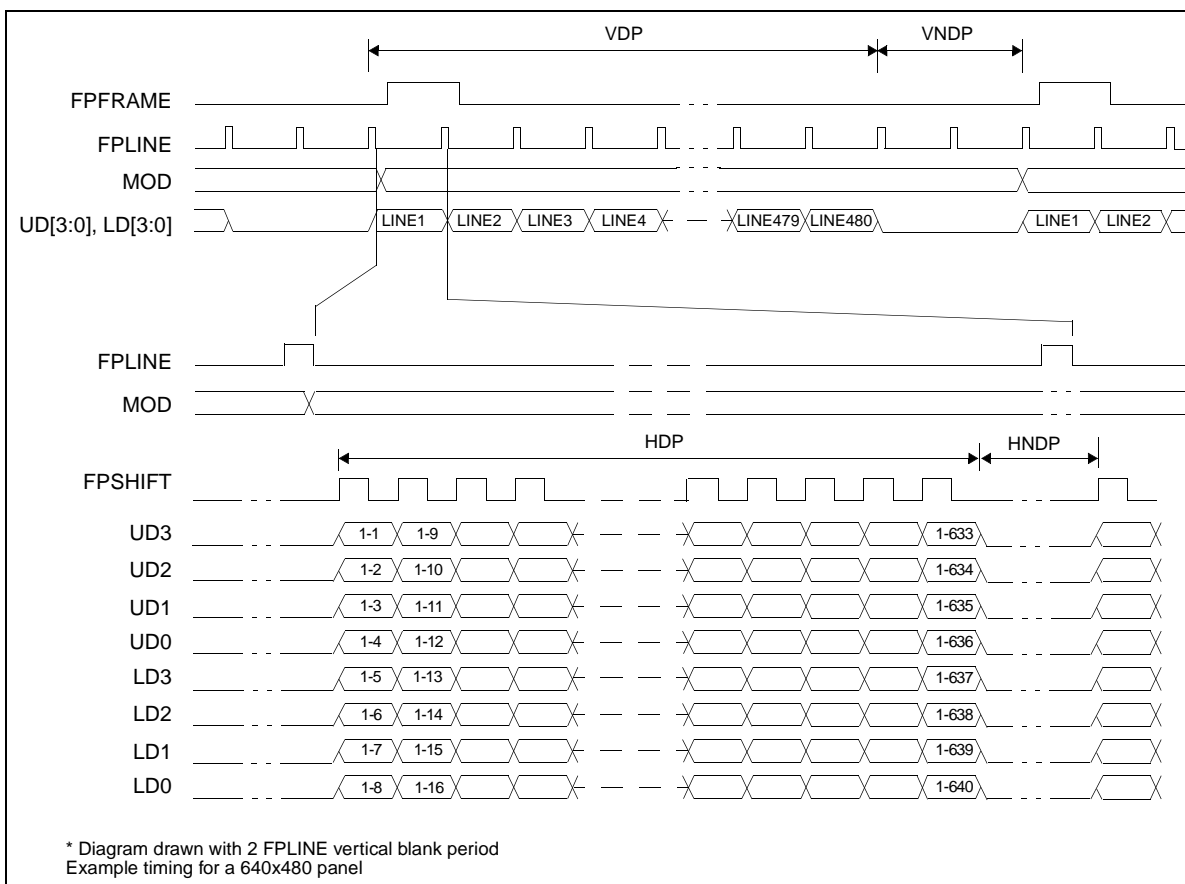 VDP VNDP
FPFRAME
FPLINE
MOD
UD[3:0], LD[3:0] LINE1 LINE2 LINE3 LINE4 LINE479 LINE480 LINE1 LINE2
FPLINE
MOD
HDP HNDP
FPSHIFT
UD3 1-1 1-9 1-633
UD2 1-2 1-10 1-634
UD1 1-3 1-11 1-635
UD0 1-4 1-12 1-636
LD3 1-5 1-13 1-637
LD2 1-6 1-14 1-638
LD1 1-7 1-15 1-639
LD0 1-8 1-16 1-640
* Diagram drawn with 2 FPLINE vertical blank period
Example timing for a 640x480 panel